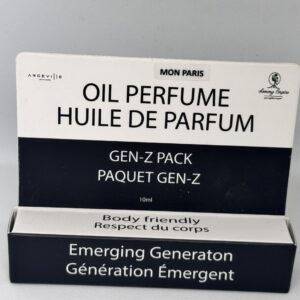 ANGEVIlle
MON PARIS
OIL PERFUME
HUILE DE PARFUM
GEN-Z PACK
PAQUET GEN-Z
10ml
Body friendly
Respect du corps
Emerging Generaton
Génération Émergent